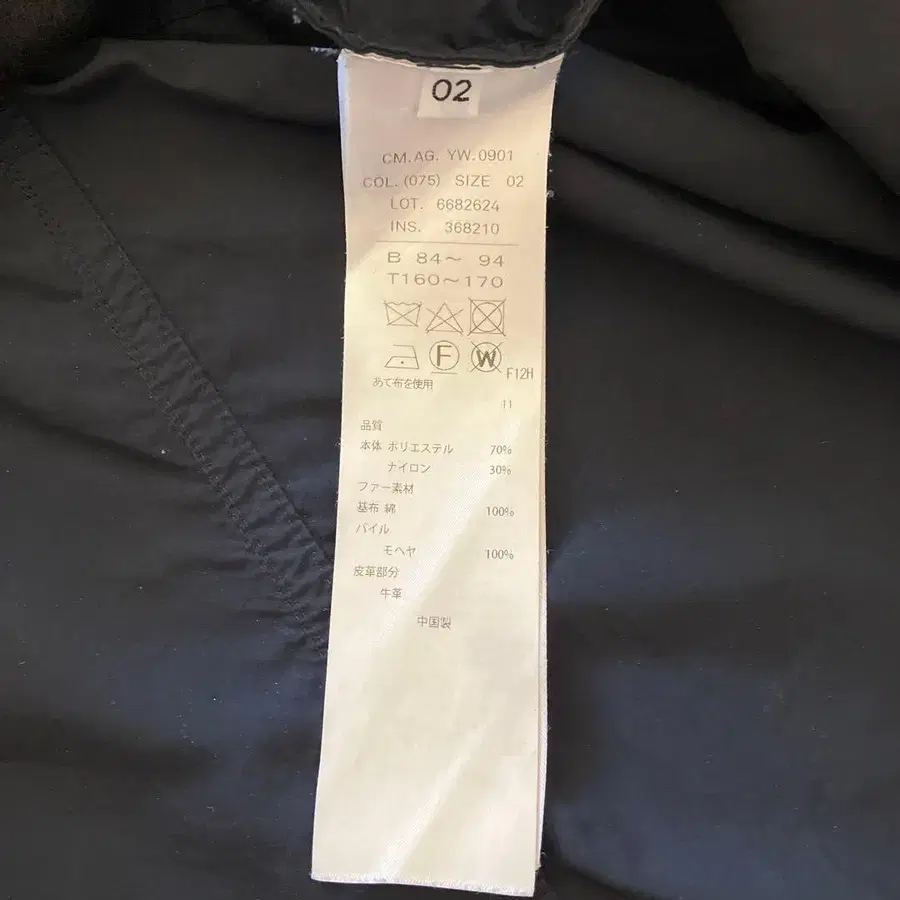 02
CM.AG. YW.0901
COL.(075) SIZE 02
LOT. 6682624
INS. 368210
B 84〜 94
T160〜170
F W F12H
あて布を使用
11
品質
本体 ポリエステル 70%
ナイロン 30%
ファー素材
基布 綿 100%
パイル
モヘヤ 100%
皮革部分
牛革
中国製